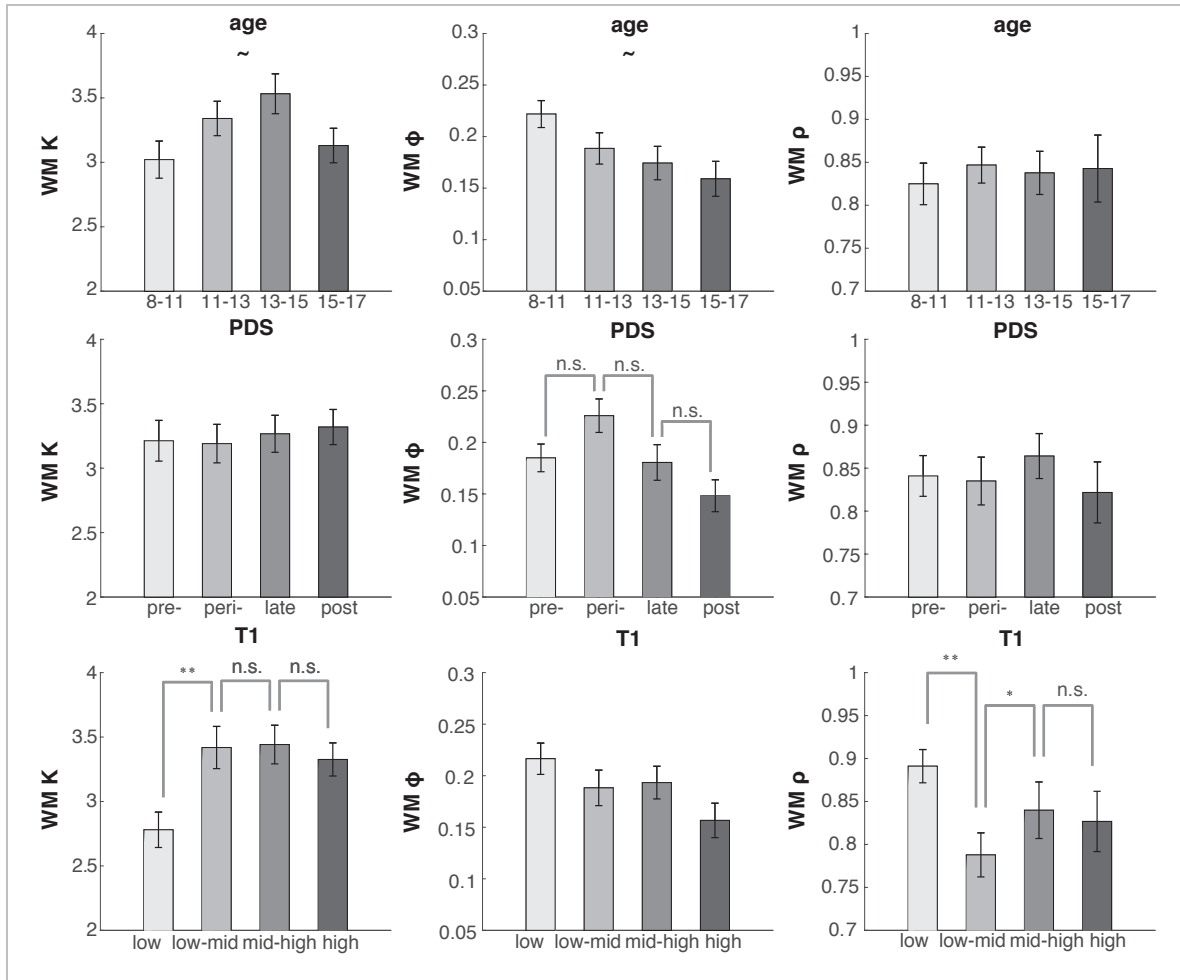 age
~
WM K
4
3.5
3
2.5
2
8-11 11-13 13-15 15-17
age
~
WM ϕ
0.3
0.25
0.2
0.15
0.1
0.05
8-11 11-13 13-15 15-17
age
WM ρ
1
0.95
0.9
0.85
0.8
0.75
0.7
8-11 11-13 13-15 15-17
PDS
WM K
4
3.5
3
2.5
2
pre- peri- late post
PDS
n.s. n.s.
n.s.
WM ϕ
0.3
0.25
0.2
0.15
0.1
0.05
pre- peri- late post
PDS
WM ρ
1
0.95
0.9
0.85
0.8
0.75
0.7
pre- peri- late post
T1
** n.s. n.s.
WM K
4
3.5
3
2.5
2
low low-mid mid-high high
T1
WM ϕ
0.3
0.25
0.2
0.15
0.1
0.05
low low-mid mid-high high
T1
**
* n.s.
WM ρ
1
0.95
0.9
0.85
0.8
0.75
0.7
low low-mid mid-high high